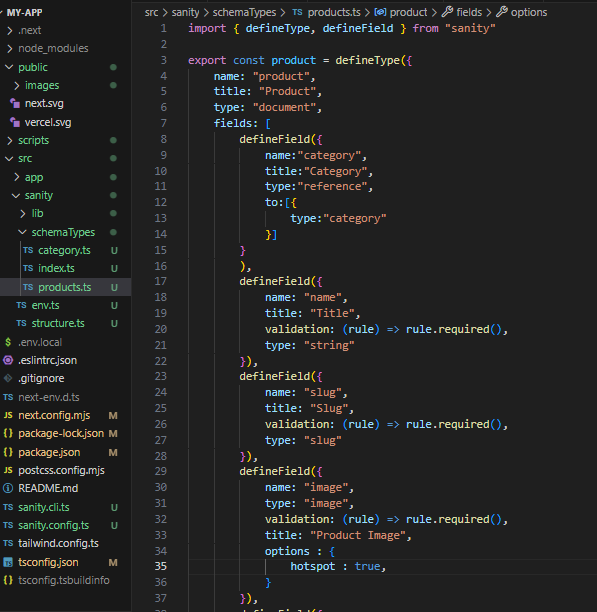 MY-APP
.next
node_modules
public
images
next.svg
vercel.svg
scripts
src
app
sanity
lib
schemaTypes
TS category.ts U
TS index.ts U
TS products.ts U
TS env.ts U
TS structure.ts U
$ .env.local
.eslintrc.json
.gitignore
TS next-env.d.ts
JS next.config.mjs M
{} package-lock.json M
{} package.json M
JS postcss.config.mjs
README.md
TS sanity.cli.ts U
TS sanity.config.ts U
TS tailwind.config.ts
tsconfig.json M
tsconfig.tsbuildinfo
src > sanity > schemaTypes > TS products.ts > product > fields > options
1 import { defineType, defineField } from "sanity"
2
3 export const product = defineType({
4 name: "product",
5 title: "Product",
6 type: "document",
7 fields: [
8 defineField({
9 name:"category",
10 title:"Category",
11 type:"reference",
12 to:[{
13 type:"category"
14 }]
15 }
16 ),
17 defineField({
18 name: "name",
19 title: "Title",
20 validation: (rule) => rule.required(),
21 type: "string"
22 }),
23 defineField({
24 name: "slug",
25 title: "Slug",
26 validation: (rule) => rule.required(),
27 type: "slug"
28 }),
29 defineField({
30 name: "image",
31 type: "image",
32 validation: (rule) => rule.required(),
33 title: "Product Image",
34 options : {
35 hotspot : true,
36 }
37 }),
38 defineField({